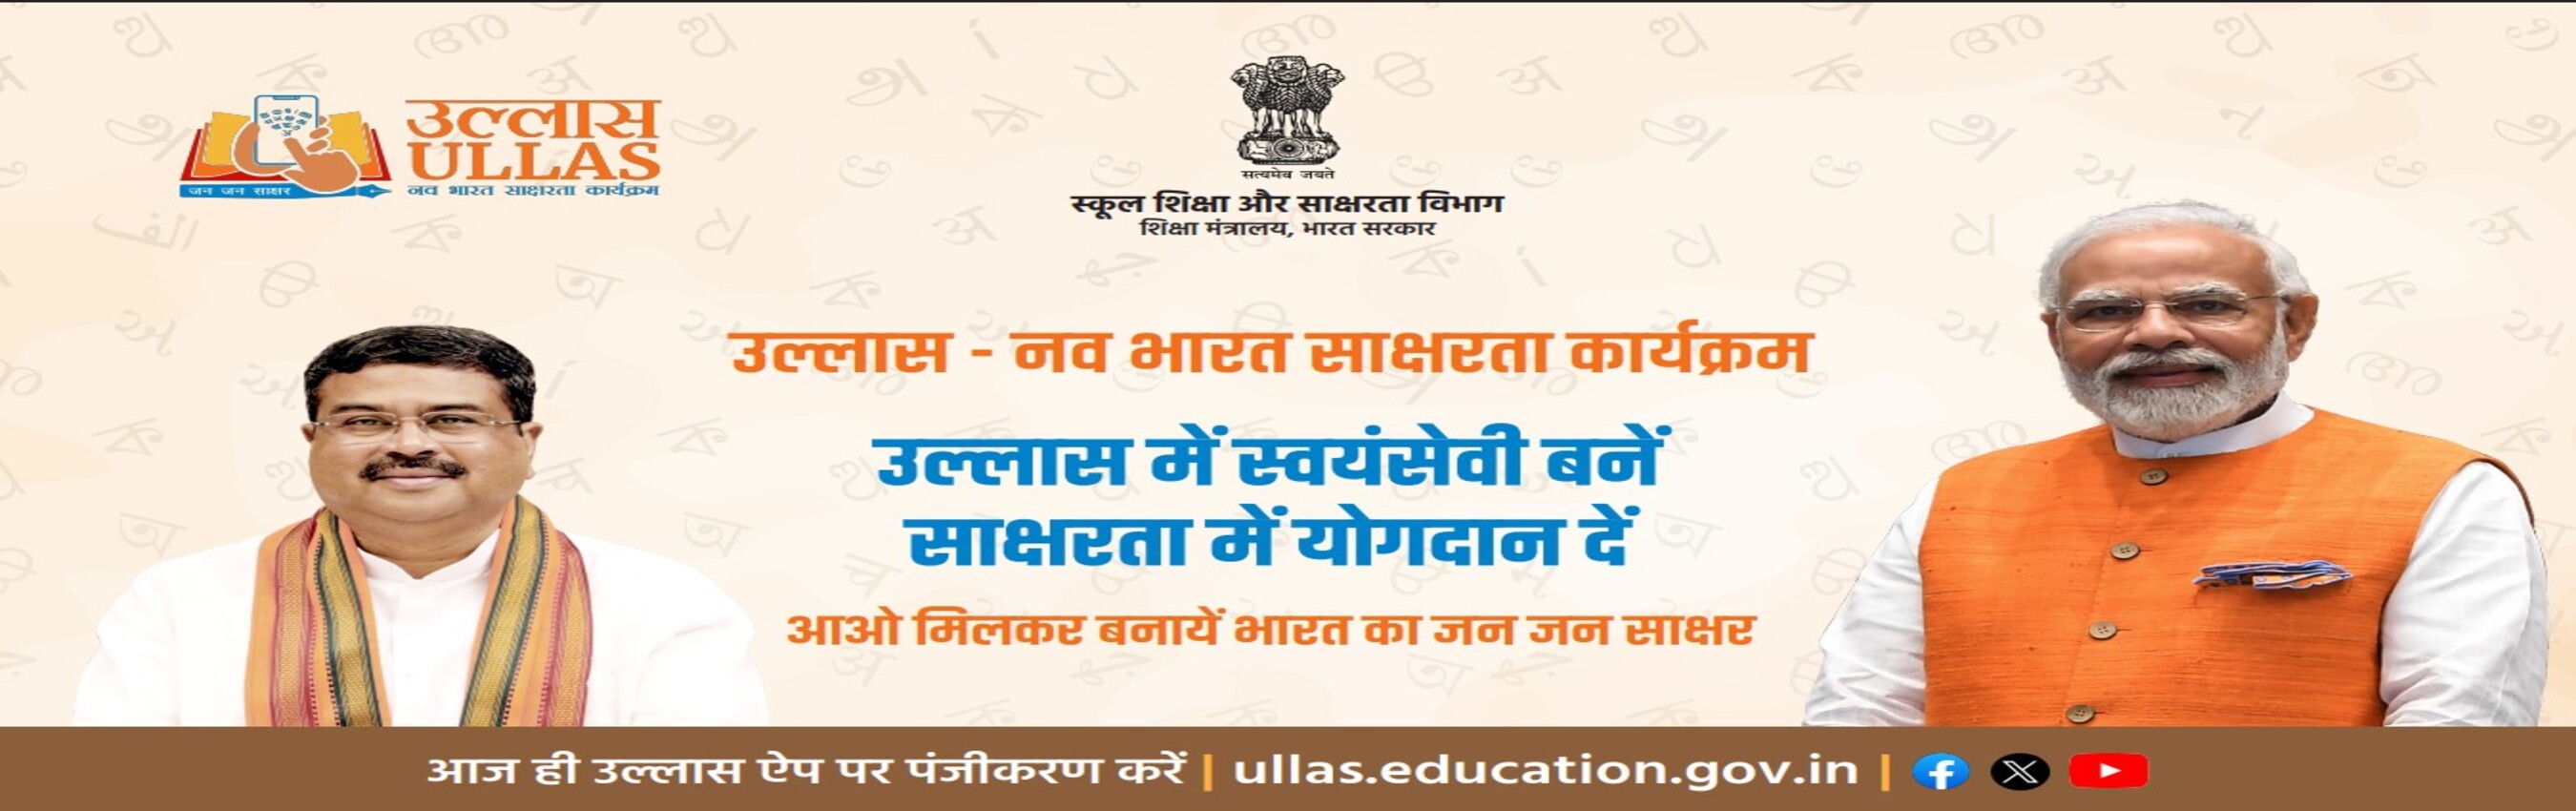 उल्लास
ULLAS
नव भारत साक्षरता कार्यक्रम
जन जन साक्षर
सत्यमेव जयते
स्कूल शिक्षा और साक्षरता विभाग
शिक्षा मंत्रालय, भारत सरकार
उल्लास - नव भारत साक्षरता कार्यक्रम
उल्लास में स्वयंसेवी बनें
साक्षरता में योगदान दें
आओ मिलकर बनायें भारत का जन जन साक्षर
आज ही उल्लास ऐप पर पंजीकरण करें | ullas.education.gov.in |